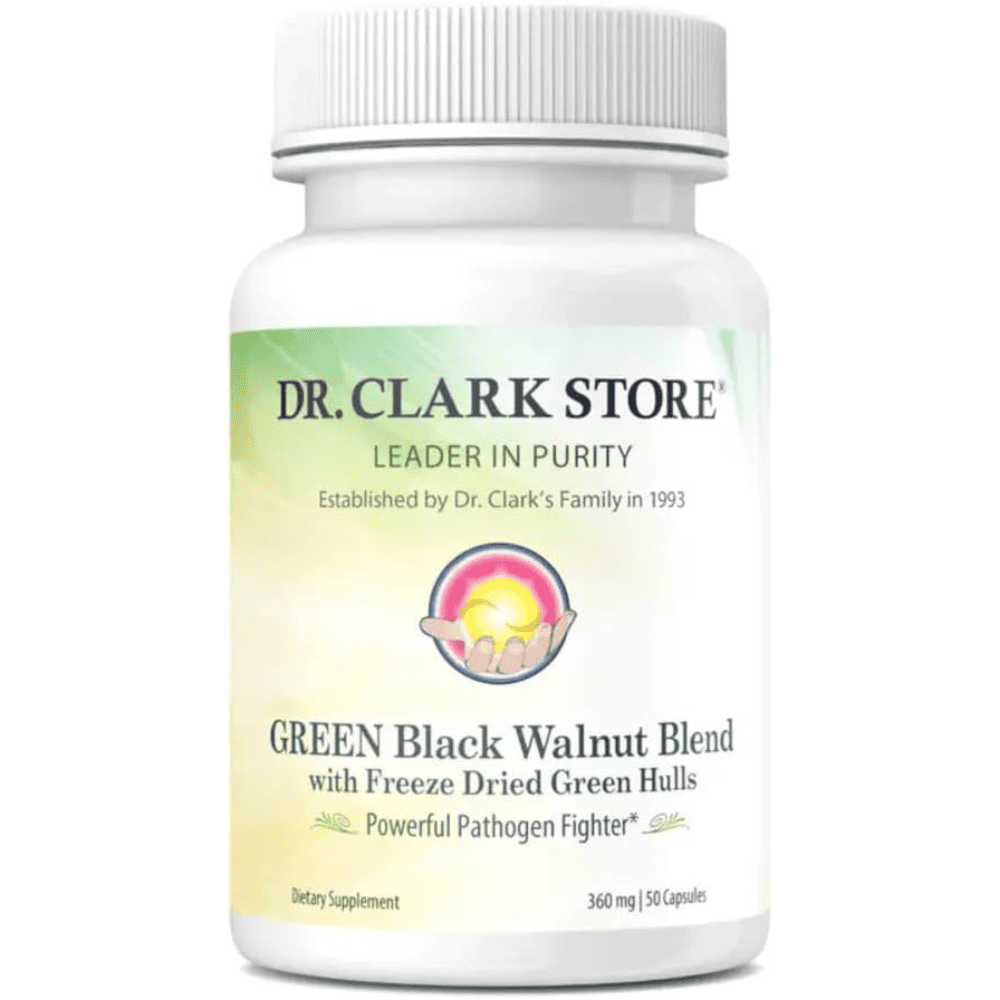 DR. CLARK STORE®
LEADER IN PURITY
Established by Dr. Clark's Family in 1993
GREEN Black Walnut Blend
with Freeze Dried Green Hulls
Powerful Pathogen Fighter*
Dietary Supplement
360 mg | 50 Capsules